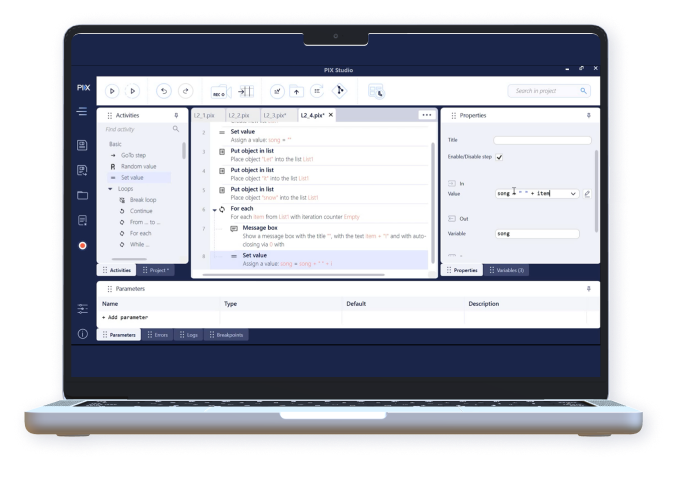 PIX Studio
PIX
REC
Search in project
Activities
L2_1.pix
L2_2.pix
L2_3.pix*
L2_4.pix* ×
...
Properties
Find activity
Basic
GoTo step
R Random value
Set value
Loops
Break loop
Continue
From ... to ...
For each
While ...
2 Set value
Assign a value: song = ""
3 Put object in list
Place object "Let" into the list List1
4 Put object in list
Place object "it" into the list List1
5 Put object in list
Place object "snow" into the list List1
6 For each
For each item from List1 with iteration counter Empty
7 Message box
Show a message box with the title "", with the text item + "!!" and with auto-
closing via 0 with
8 Set value
Assign a value: song = song + " " + i
Title
Enable/Disable step
In
Value
song + " " + item
Out
Variable
song
Activities
Project *
Properties
Variables (3)
Parameters
Name
Type
Default
Description
+ Add parameter
Parameters
Errors
Logs
Breakpoints